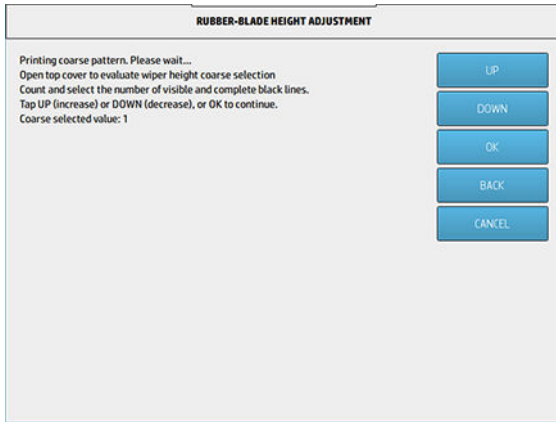 RUBBER-BLADE HEIGHT ADJUSTMENT
Printing coarse pattern. Please wait...
Open top cover to evaluate wiper height coarse selection
Count and select the number of visible and complete black lines.
Tap UP (increase) or DOWN (decrease), or OK to continue.
Coarse selected value: 1
UP
DOWN
OK
BACK
CANCEL